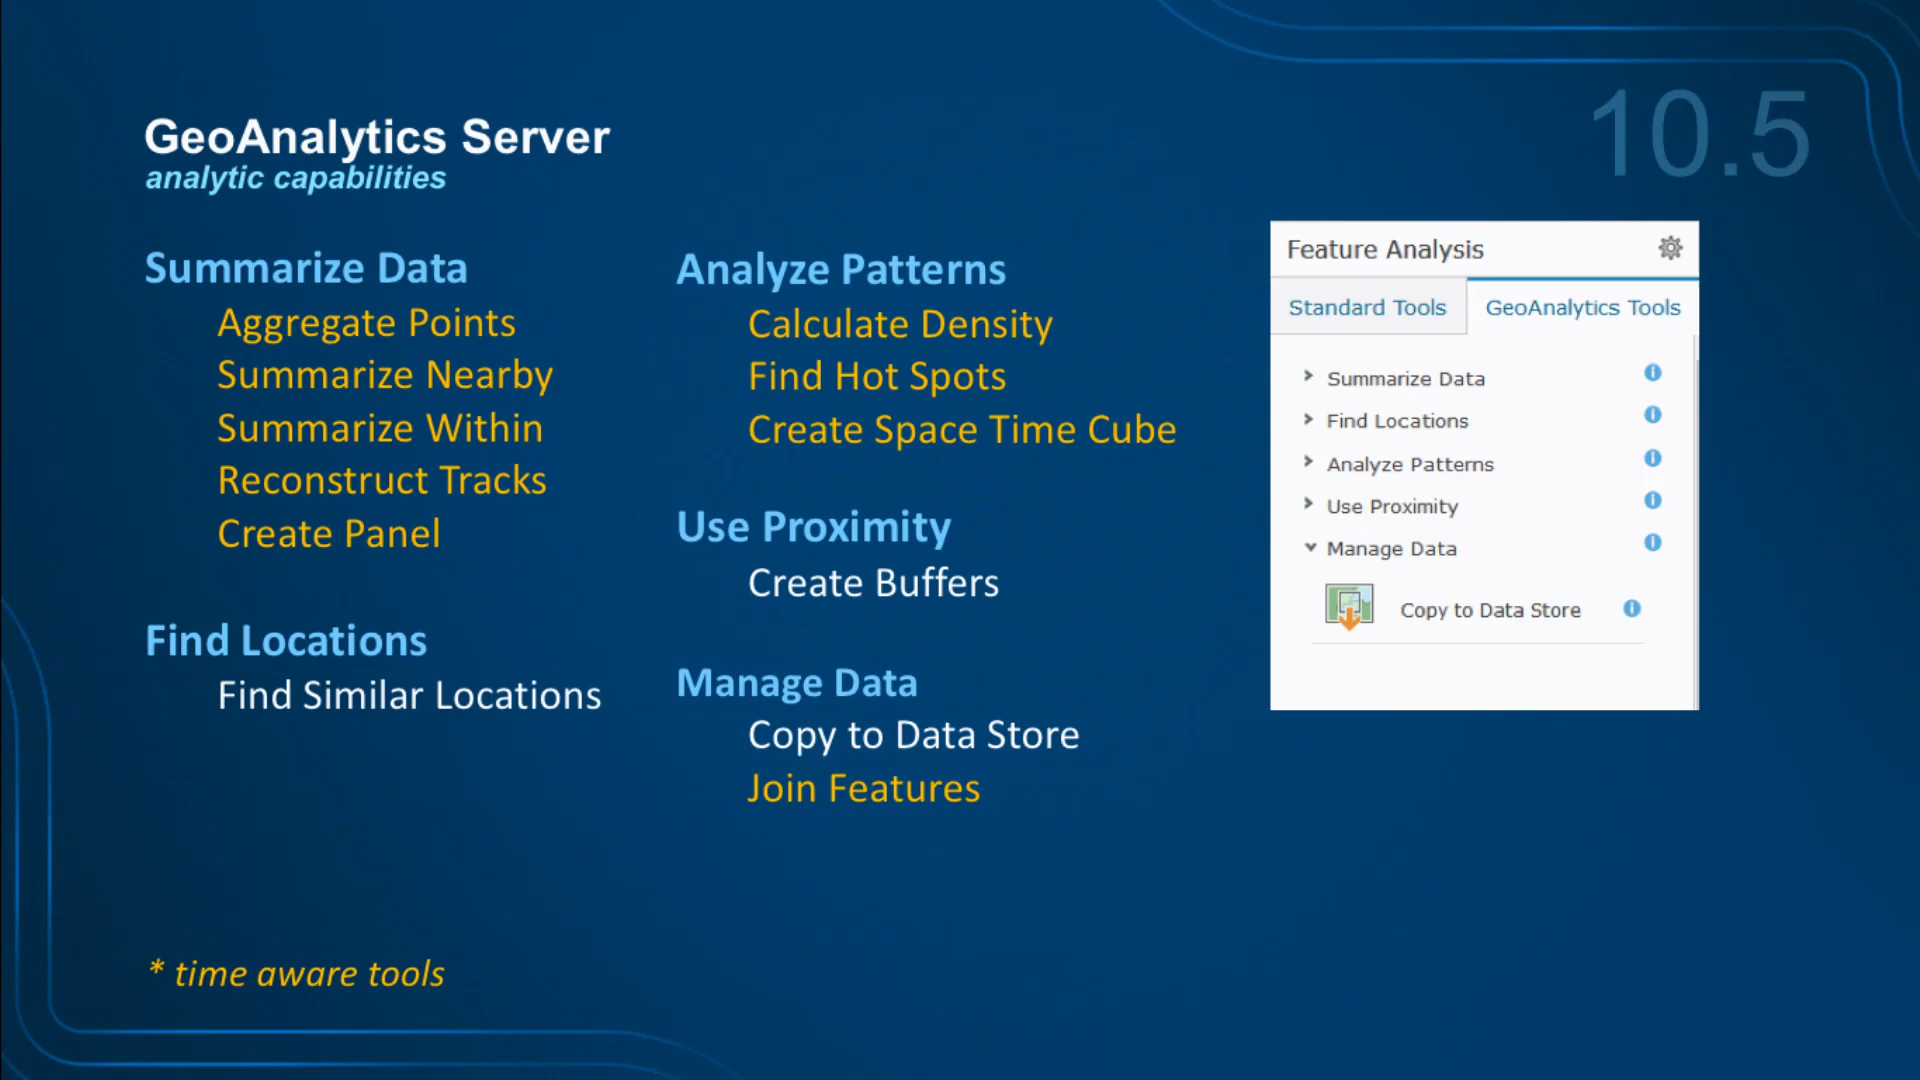 10.5
GeoAnalytics Server
analytic capabilities
Summarize Data
Aggregate Points
Summarize Nearby
Summarize Within
Reconstruct Tracks
Create Panel
Find Locations
Find Similar Locations
Analyze Patterns
Calculate Density
Find Hot Spots
Create Space Time Cube
Use Proximity
Create Buffers
Manage Data
Copy to Data Store
Join Features
Feature Analysis
Standard Tools
GeoAnalytics Tools
Summarize Data
Find Locations
Analyze Patterns
Use Proximity
Manage Data
Copy to Data Store
* time aware tools